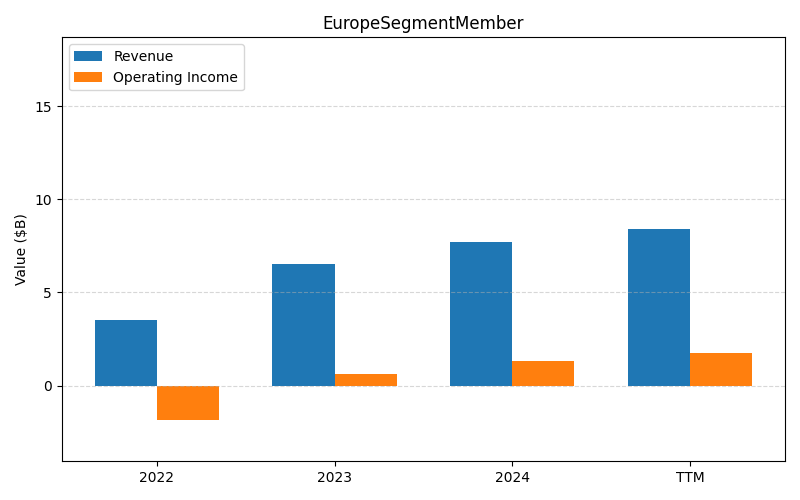 EuropeSegmentMember
Revenue
Operating Income
Value ($B)
15
10
5
0
2022
2023
2024
TTM